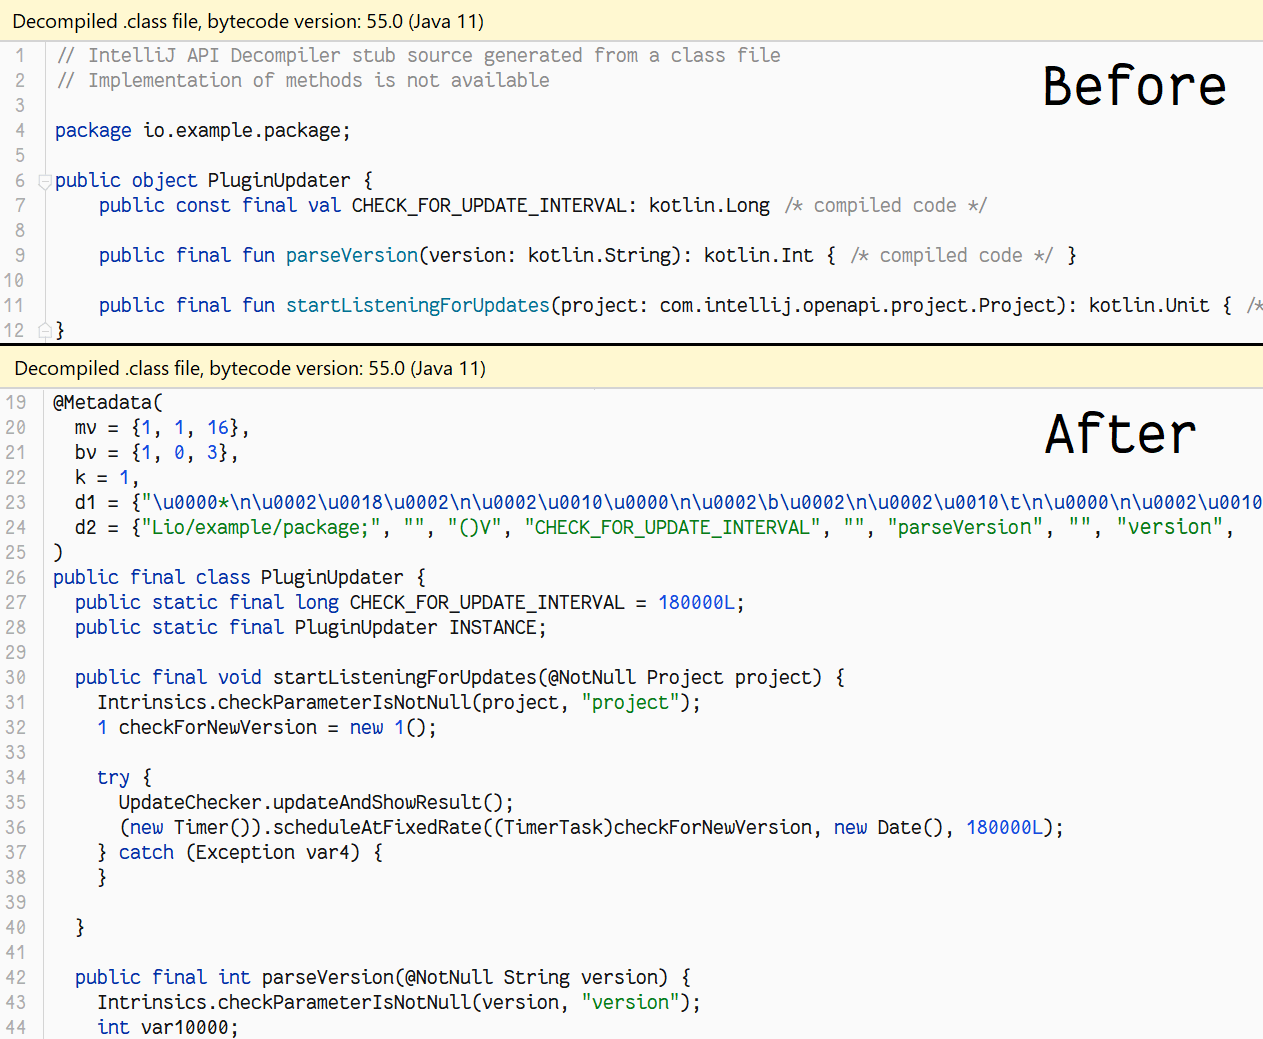 Decompiled .class file, bytecode version: 55.0 (Java 11)
1 // IntelliJ API Decompiler stub source generated from a class file
2 // Implementation of methods is not available
Before
3
4 package io.example.package;
5
6 public object PluginUpdater {
7 public const final val CHECK_FOR_UPDATE_INTERVAL: kotlin.Long /* compiled code */
8
9 public final fun parseVersion(version: kotlin.String): kotlin.Int { /* compiled code */ }
10
11 public final fun startListeningForUpdates(project: com.intellij.openapi.project.Project): kotlin.Unit { /*
12 }
Decompiled .class file, bytecode version: 55.0 (Java 11)
19 @Metadata(
After
20 mv = {1, 1, 16},
21 bv = {1, 0, 3},
22 k = 1,
23 d1 = {"\u0000*\n\u0002\u0018\u0002\n\u0002\u0010\u0000\n\u0002\b\u0002\n\u0002\u0010\t\n\u0000\n\u0002\u0010
24 d2 = {"Lio/example/package;", "", "()V", "CHECK_FOR_UPDATE_INTERVAL", "", "parseVersion", "", "version",
25 )
26 public final class PluginUpdater {
27 public static final long CHECK_FOR_UPDATE_INTERVAL = 180000L;
28 public static final PluginUpdater INSTANCE;
29
30 public final void startListeningForUpdates(@NotNull Project project) {
31 Intrinsics.checkParameterIsNotNull(project, "project");
32 1 checkForNewVersion = new 1();
33
34 try {
35 UpdateChecker.updateAndShowResult();
36 (new Timer()).scheduleAtFixedRate((TimerTask)checkForNewVersion, new Date(), 180000L);
37 } catch (Exception var4) {
38 }
39
40 }
41
42 public final int parseVersion(@NotNull String version) {
43 Intrinsics.checkParameterIsNotNull(version, "version");
44 int var10000;